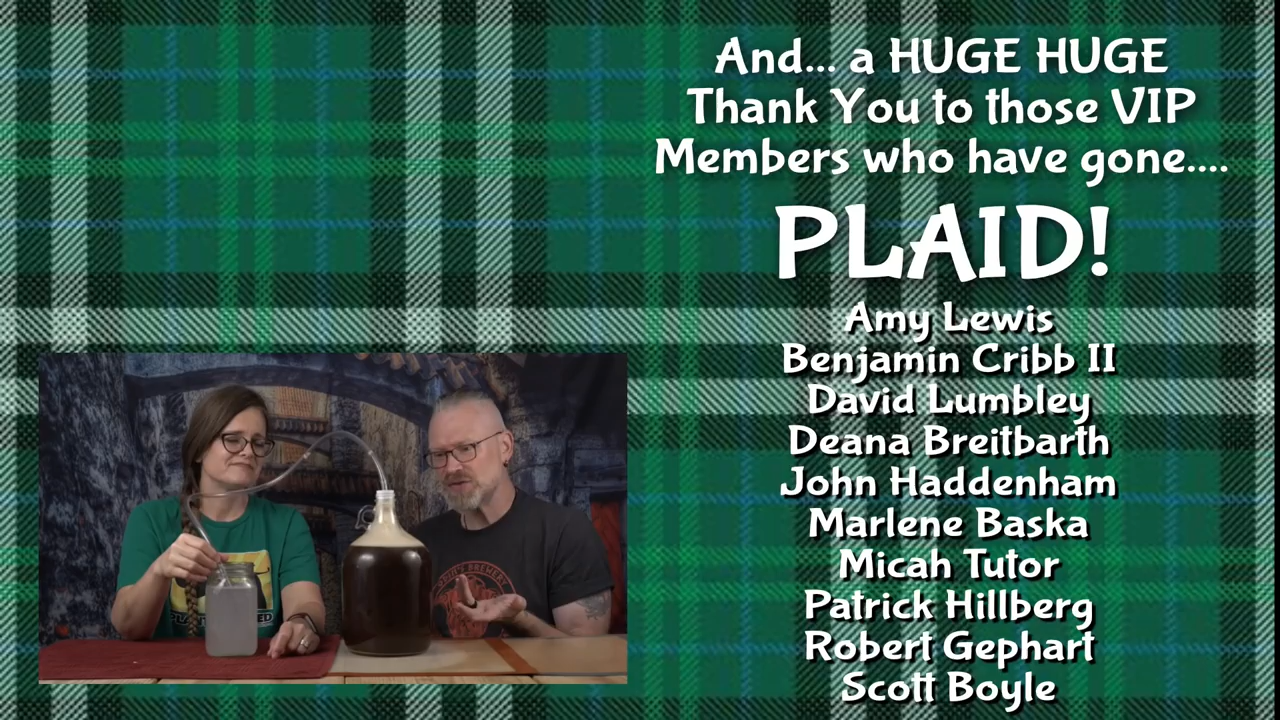 And... a HUGE HUGE
Thank You to those VIP
Members who have gone....
PLAID!
Amy Lewis
Benjamin Cribb II
David Lumbley
Deana Breitbarth
John Haddenham
Marlene Baska
Micah Tutor
Patrick Hillberg
Robert Gephart
Scott Boyle
BREWERY